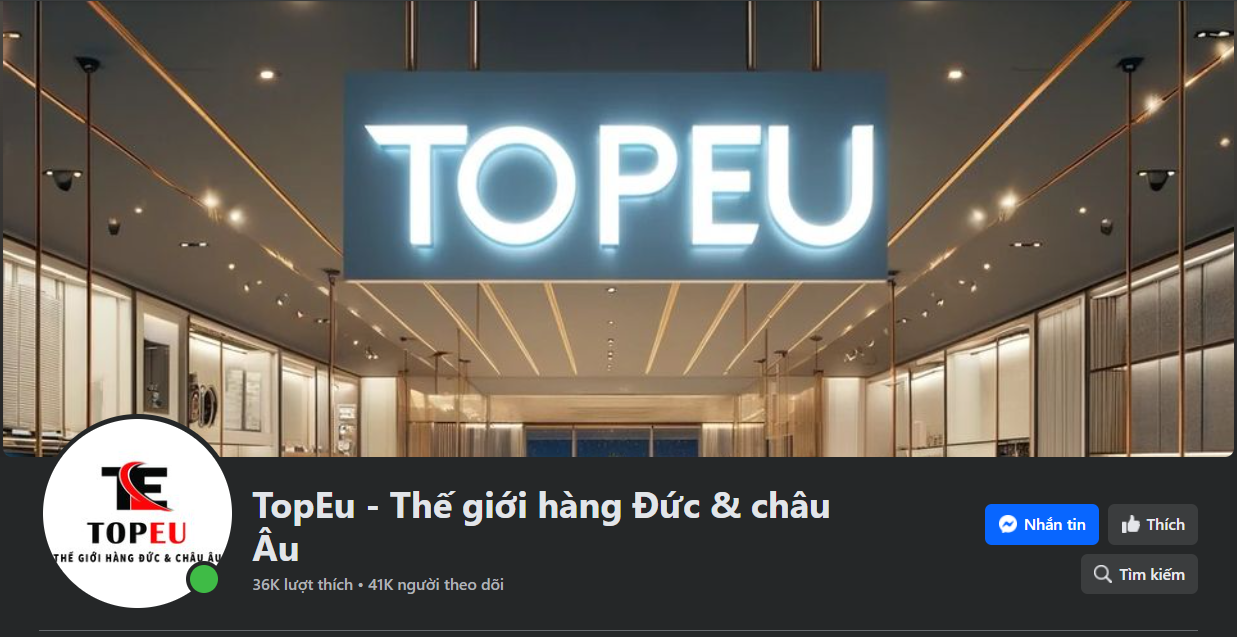 TOPEU
TE
TOPEU
THẾ GIỚI HÀNG ĐỨC & CHÂU ÂU
TopEu - Thế giới hàng Đức & châu
Âu
36K lượt thích • 41K người theo dõi
Nhắn tin
Thích
Tìm kiếm